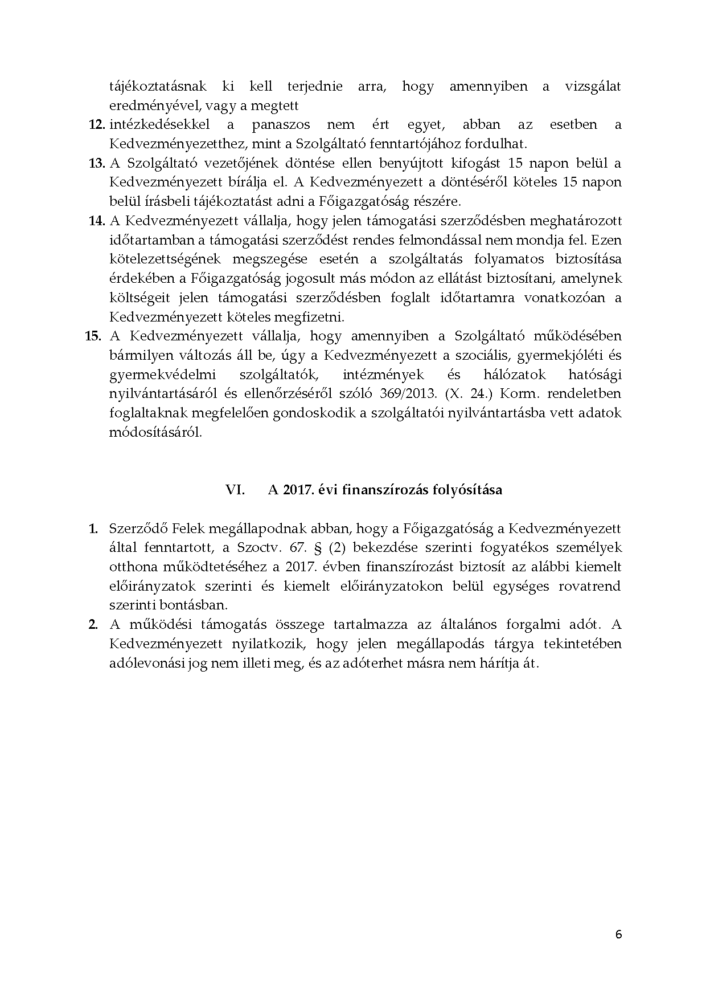 tájékoztatásnak ki kell terjednie arra, hogy amennyiben a vizsgálat
eredményével, vagy a megtett
12. intézkedésekkel a panaszos nem ért egyet, abban az esetben a
Kedvezményezetthez, mint a Szolgáltató fenntartójához fordulhat.
13. A Szolgáltató vezetőjének döntése ellen benyújtott kifogást 15 napon belül a
Kedvezményezett bírálja el. A Kedvezményezett a döntéséről köteles 15 napon
belül írásbeli tájékoztatást adni a Főigazgatóság részére.
14. A Kedvezményezett vállalja, hogy jelen támogatási szerződésben meghatározott
időtartamban a támogatási szerződést rendes felmondással nem mondja fel. Ezen
kötelezettségének megszegése esetén a szolgáltatás folyamatos biztosítása
érdekében a Főigazgatóság jogosult más módon az ellátást biztosítani, amelynek
költségeit jelen támogatási szerződésben foglalt időtartamra vonatkozóan a
Kedvezményezett köteles megfizetni.
15. A Kedvezményezett vállalja, hogy amennyiben a Szolgáltató működésében
bármilyen változás áll be, úgy a Kedvezményezett a szociális, gyermekjóléti és
gyermekvédelmi szolgáltatók, intézmények és hálózatok hatósági
nyilvántartásáról és ellenőrzéséről szóló 369/2013. (X. 24.) Korm. rendeletben
foglaltaknak megfelelően gondoskodik a szolgáltatói nyilvántartásba vett adatok
módosításáról.
VI. A 2017. évi finanszírozás folyósítása
1. Szerződő Felek megállapodnak abban, hogy a Főigazgatóság a Kedvezményezett
által fenntartott, a Szoctv. 67. § (2) bekezdése szerinti fogyatékos személyek
otthona működtetéséhez a 2017. évben finanszírozást biztosít az alábbi kiemelt
előirányzatok szerinti és kiemelt előirányzatokon belül egységes rovatrend
szerinti bontásban.
2. A működési támogatás összege tartalmazza az általános forgalmi adót. A
Kedvezményezett nyilatkozik, hogy jelen megállapodás tárgya tekintetében
adólevonási jog nem illeti meg, és az adóterhet másra nem hárítja át.
6